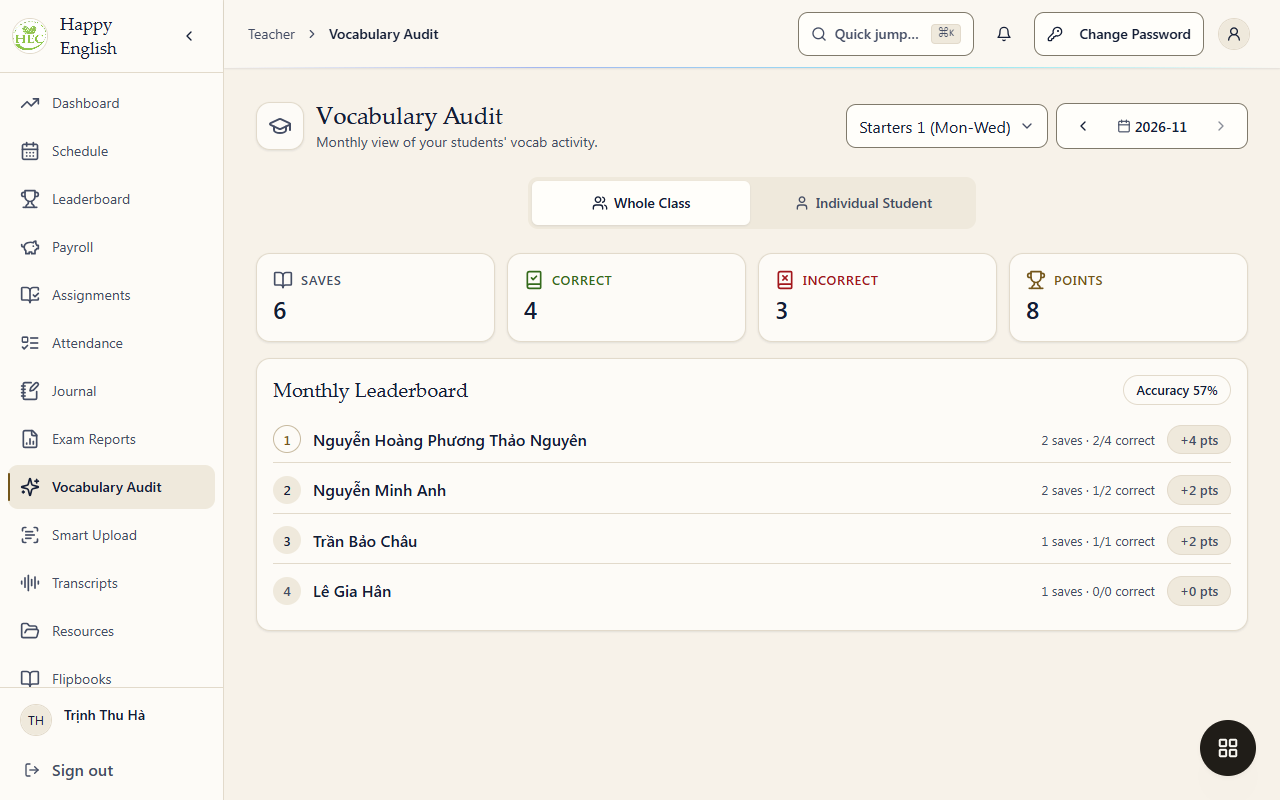 HEC
Happy
English
Teacher
Vocabulary Audit
Quick jump...
⌘K
Change Password
Dashboard
Schedule
Leaderboard
Payroll
Assignments
Attendance
Journal
Exam Reports
Vocabulary Audit
Smart Upload
Transcripts
Resources
Flipbooks
TH
Trịnh Thu Hà
Sign out
Vocabulary Audit
Monthly view of your students' vocab activity.
Starters 1 (Mon-Wed)
2026-11
Whole Class
Individual Student
SAVES
6
CORRECT
4
INCORRECT
3
POINTS
8
Monthly Leaderboard
Accuracy 57%
1 Nguyễn Hoàng Phương Thảo Nguyên 2 saves · 2/4 correct +4 pts
2 Nguyễn Minh Anh 2 saves · 1/2 correct +2 pts
3 Trần Bảo Châu 1 saves · 1/1 correct +2 pts
4 Lê Gia Hân 1 saves · 0/0 correct +0 pts